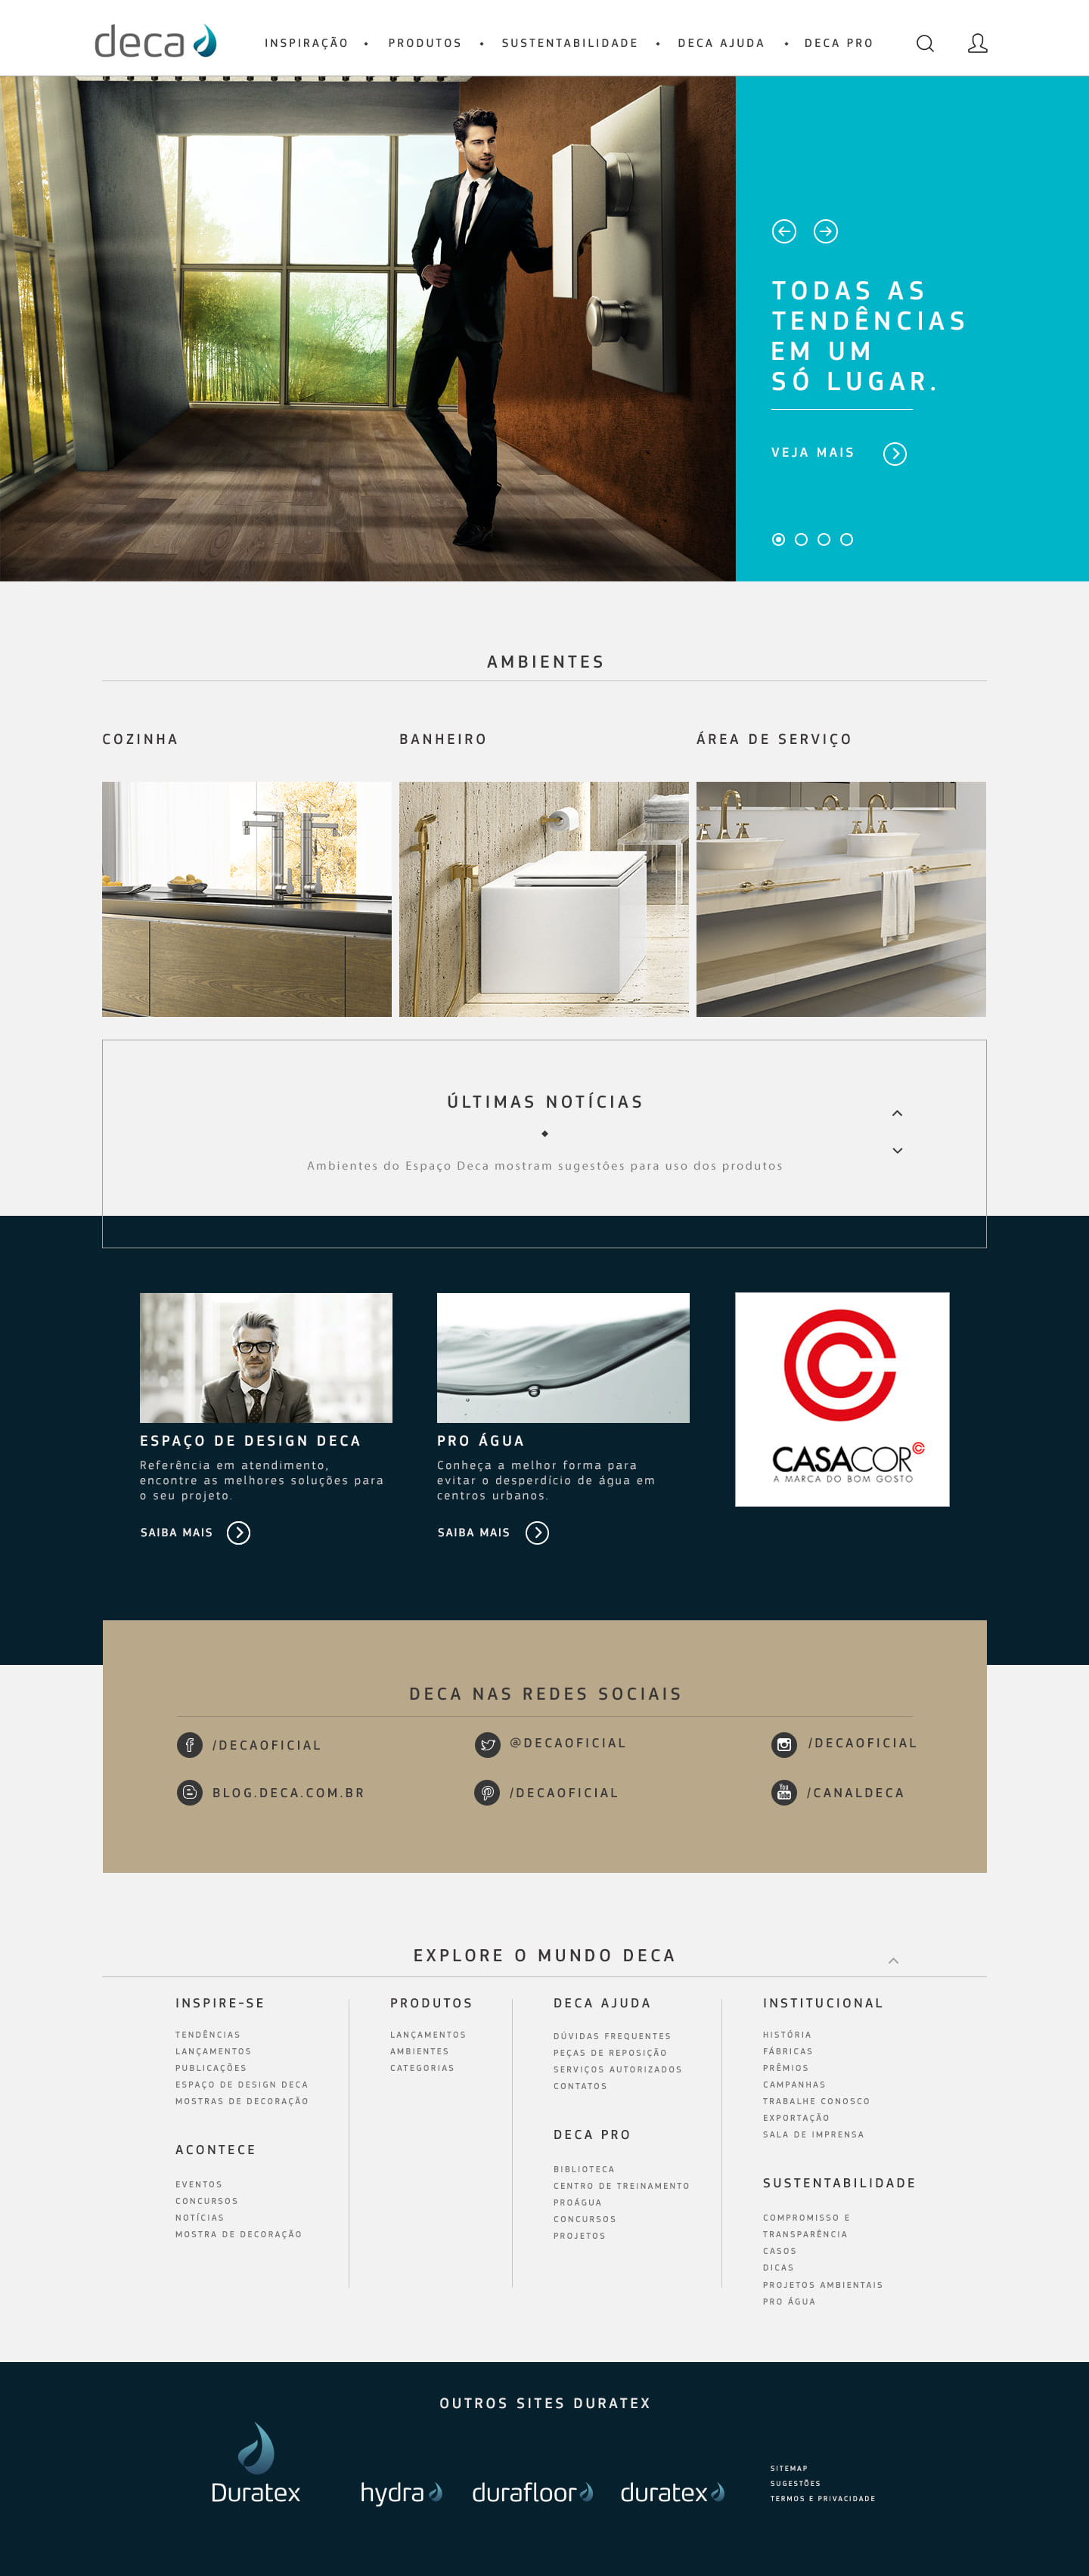 deca
INSPIRAÇÃO • PRODUTOS • SUSTENTABILIDADE • DECA AJUDA • DECA PRO
TODAS AS
TENDÊNCIAS
EM UM
SÓ LUGAR.
VEJA MAIS
AMBIENTES
COZINHA
BANHEIRO
ÁREA DE SERVIÇO
ÚLTIMAS NOTÍCIAS
Ambientes do Espaço Deca mostram sugestões para uso dos produtos
ESPAÇO DE DESIGN DECA
Referência em atendimento,
encontre as melhores soluções para
o seu projeto.
SAIBA MAIS
PRO ÁGUA
Conheça a melhor forma para
evitar o desperdício de água em
centros urbanos.
SAIBA MAIS
CASACOR
A MARCA DO BOM GOSTO
DECA NAS REDES SOCIAIS
/DECAOFICIAL
@DECAOFICIAL
/DECAOFICIAL
BLOG.DECA.COM.BR
/DECAOFICIAL
You Tube
/CANALDECA
EXPLORE O MUNDO DECA
INSPIRE-SE
TENDÊNCIAS
LANÇAMENTOS
PUBLICAÇÕES
ESPAÇO DE DESIGN DECA
MOSTRAS DE DECORAÇÃO
ACONTECE
EVENTOS
CONCURSOS
NOTÍCIAS
MOSTRA DE DECORAÇÃO
PRODUTOS
LANÇAMENTOS
AMBIENTES
CATEGORIAS
DECA AJUDA
DÚVIDAS FREQUENTES
PEÇAS DE REPOSIÇÃO
SERVIÇOS AUTORIZADOS
CONTATOS
DECA PRO
BIBLIOTECA
CENTRO DE TREINAMENTO
PROÁGUA
CONCURSOS
PROJETOS
INSTITUCIONAL
HISTÓRIA
FÁBRICAS
PRÊMIOS
CAMPANHAS
TRABALHE CONOSCO
EXPORTAÇÃO
SALA DE IMPRENSA
SUSTENTABILIDADE
COMPROMISSO E
TRANSPARÊNCIA
CASOS
DICAS
PROJETOS AMBIENTAIS
PRO ÁGUA
OUTROS SITES DURATEX
Duratex
hydra
durafloor
duratex
SITEMAP
SUGESTÕES
TERMOS E PRIVACIDADE